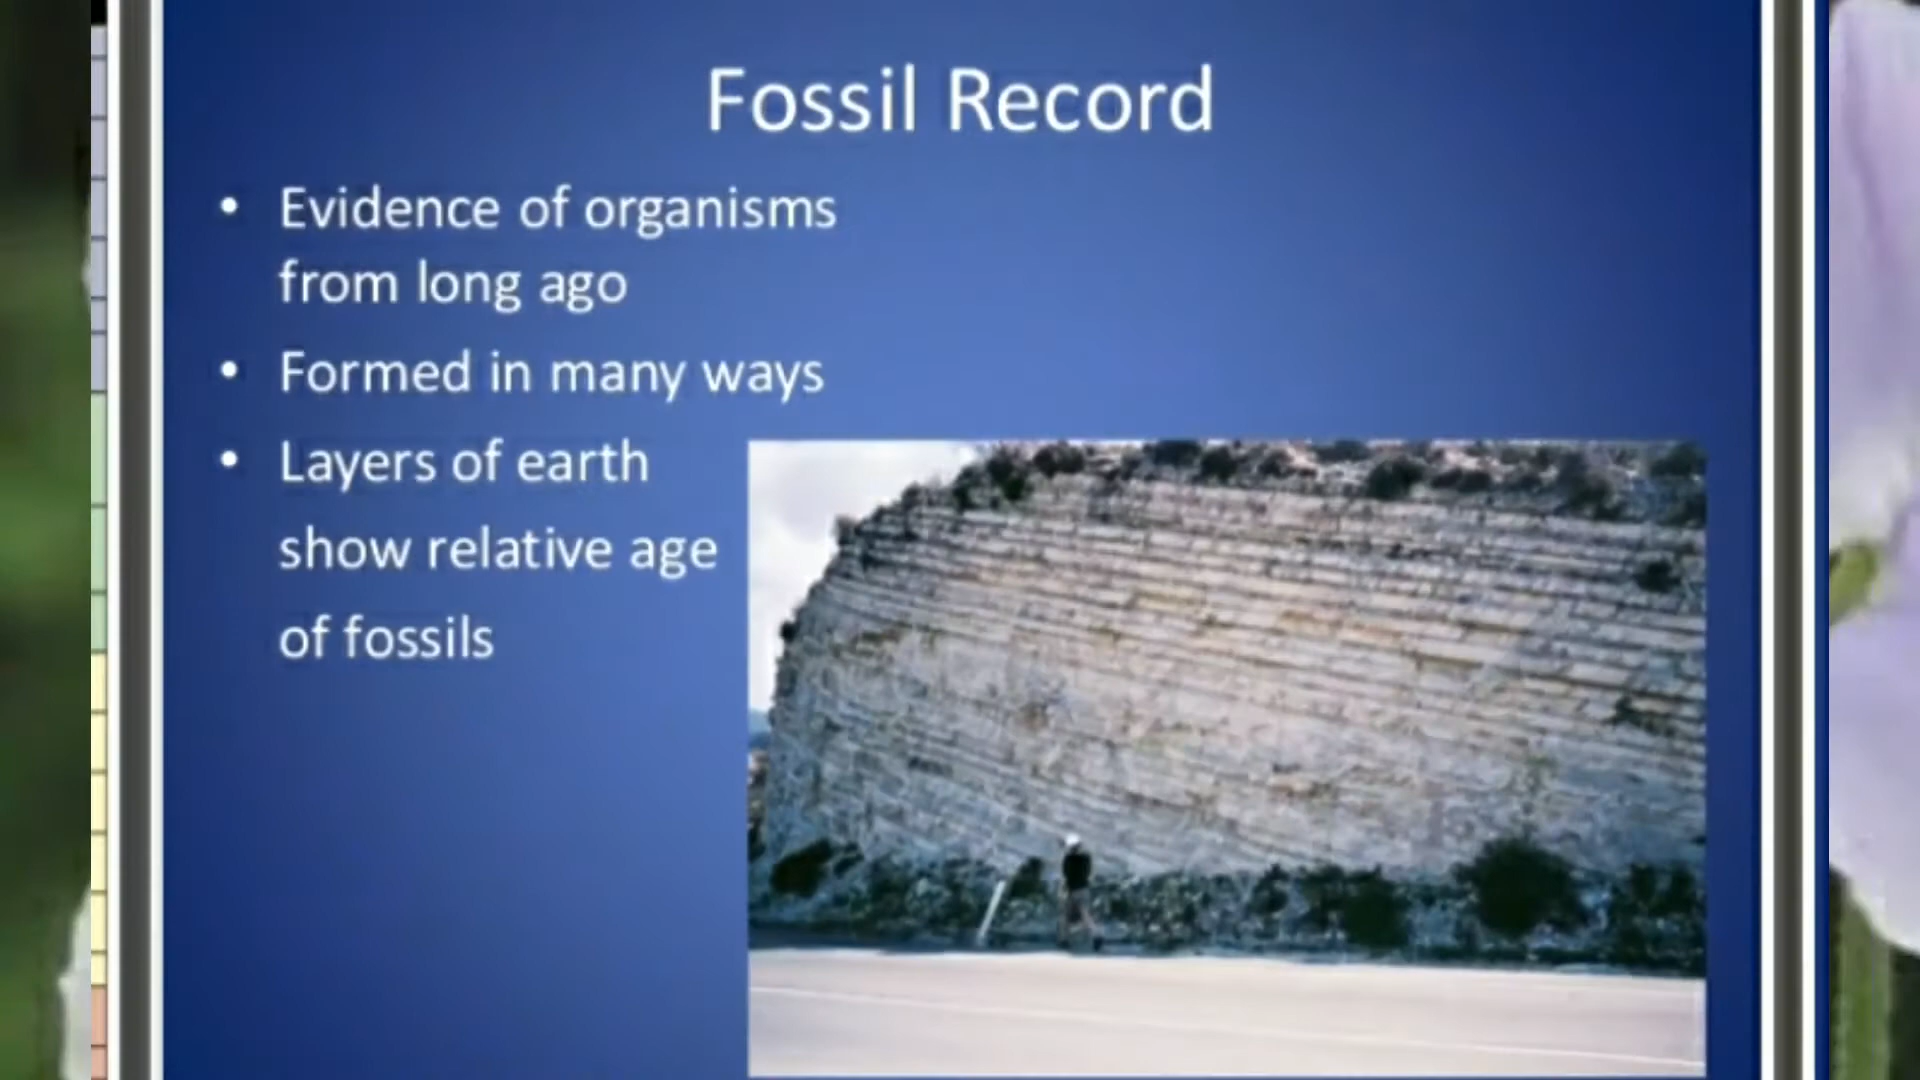 Fossil Record
• Evidence of organisms
from long ago
• Formed in many ways
• Layers of earth
show relative age
of fossils